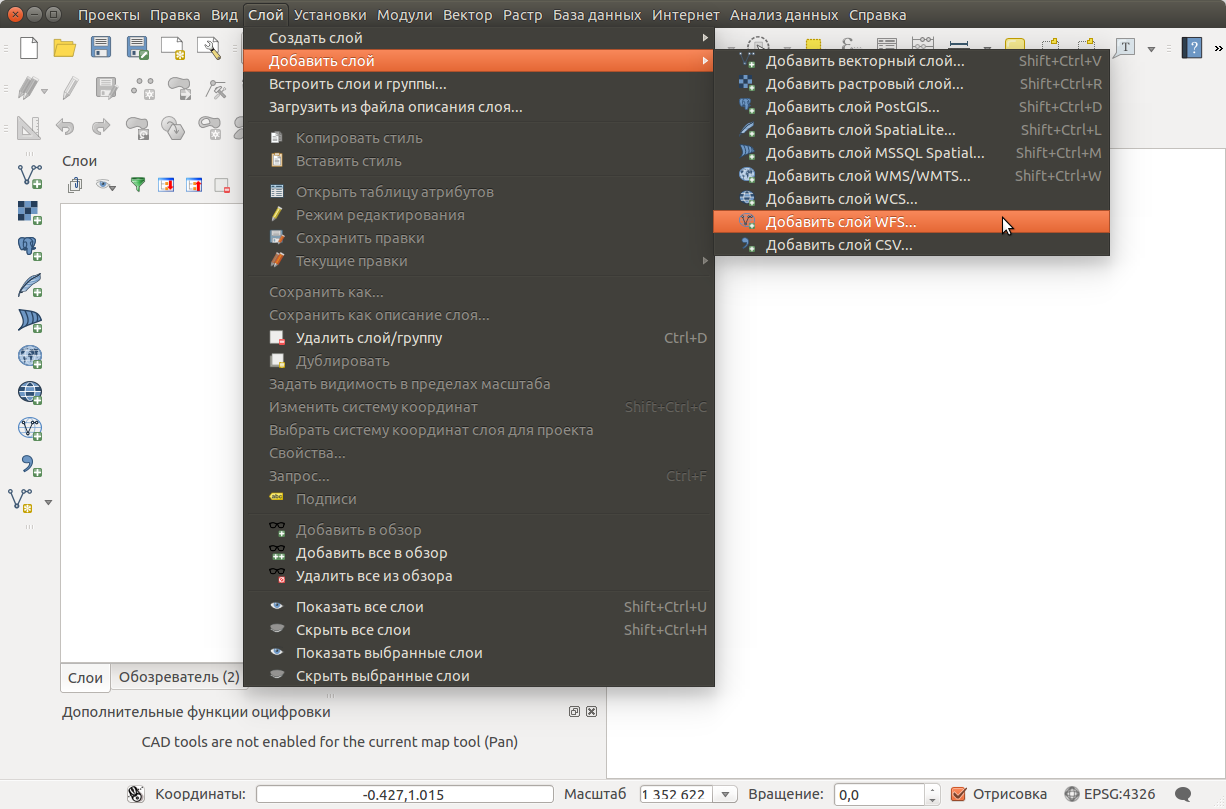 Проекты Правка Вид Слой Установки Модули Вектор Растр База данных Интернет Анализ данных Справка
Создать слой
Добавить слой
Встроить слои и группы...
Загрузить из файла описания слоя...
Копировать стиль
Вставить стиль
Открыть таблицу атрибутов
Режим редактирования
Сохранить правки
Текущие правки
Сохранить как...
Сохранить как описание слоя...
Удалить слой/группу Ctrl+D
Дублировать
Задать видимость в пределах масштаба
Изменить систему координат Shift+Ctrl+C
Выбрать систему координат слоя для проекта
Свойства...
Запрос... Ctrl+F
abc Подписи
Добавить в обзор
Добавить все в обзор
Удалить все из обзора
Показать все слои Shift+Ctrl+U
Скрыть все слои Shift+Ctrl+H
Показать выбранные слои
Скрыть выбранные слои
Добавить векторный слой... Shift+Ctrl+V
Добавить растровый слой... Shift+Ctrl+R
Добавить слой PostGIS... Shift+Ctrl+D
Добавить слой SpatiaLite... Shift+Ctrl+L
Добавить слой MSSQL Spatial... Shift+Ctrl+M
Добавить слой WMS/WMTS... Shift+Ctrl+W
Добавить слой WCS...
Добавить слой WFS...
Добавить слой CSV...
Слои
Слои Обозреватель (2)
Дополнительные функции оцифровки
CAD tools are not enabled for the current map tool (Pan)
Координаты: -0.427,1.015 Масштаб 1 352 622 Вращение: 0,0 Отрисовка EPSG:4326